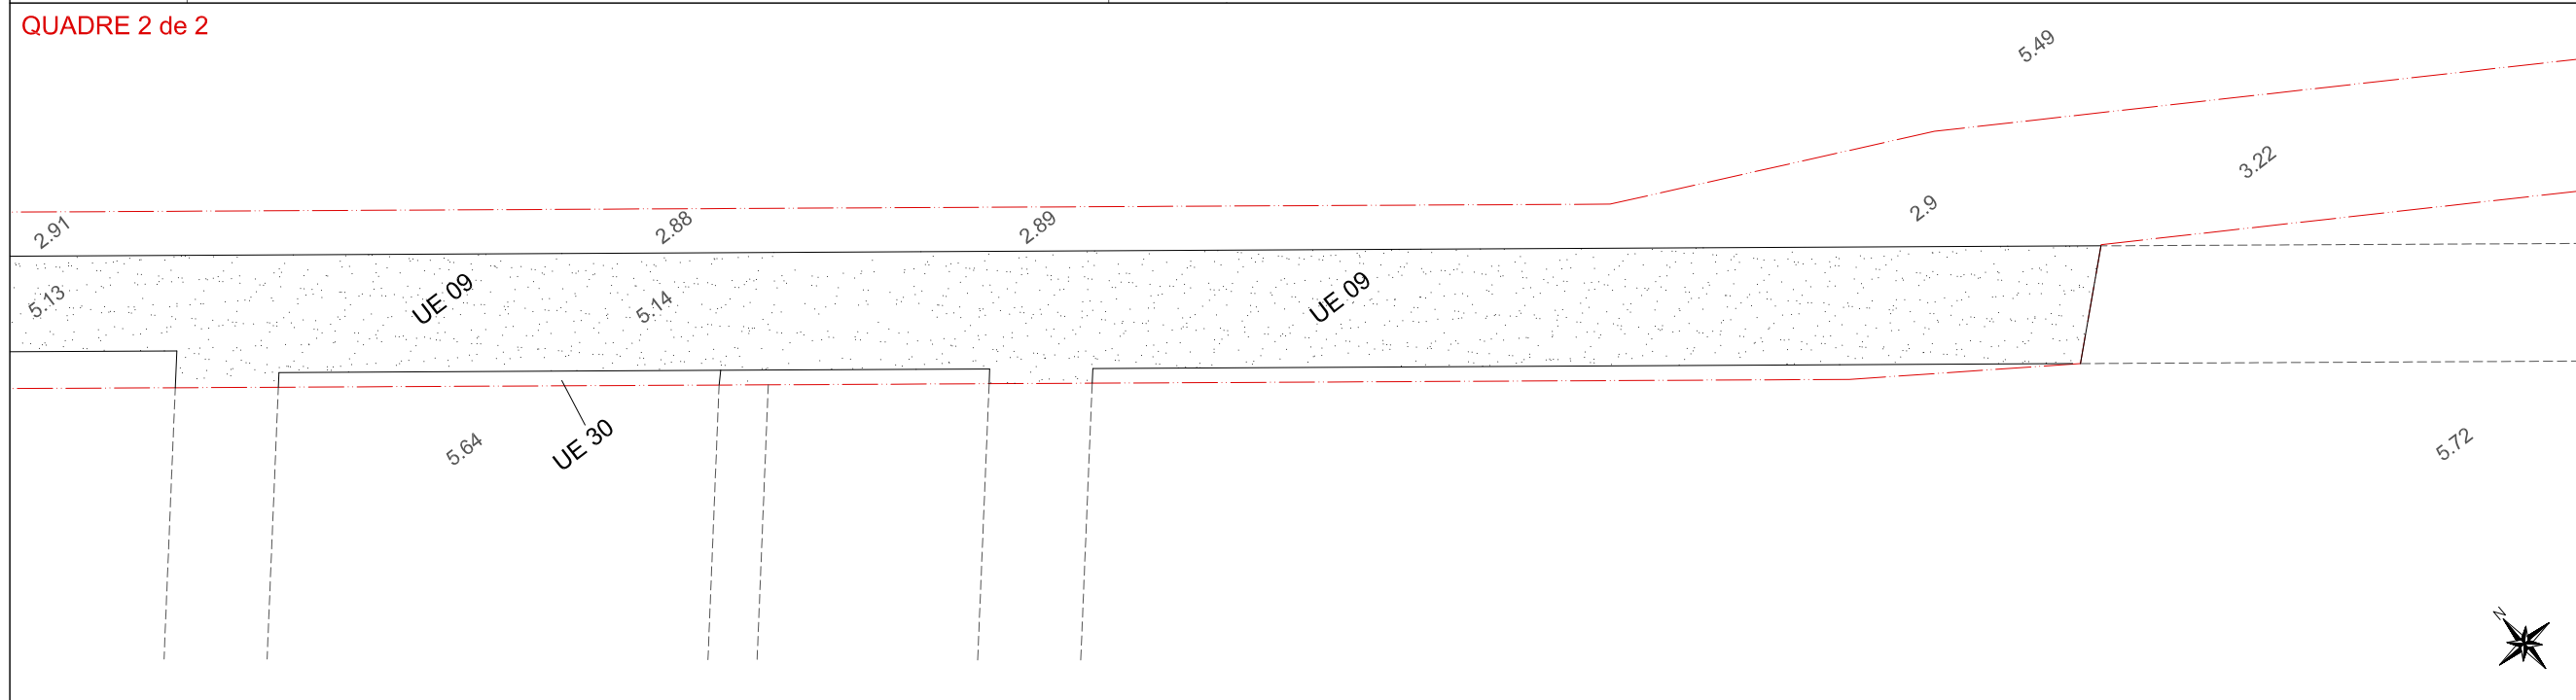 QUADRE 2 de 2
5.49
3.22
2.9
2.91
2.88
2.89
5.13
UE 09
5.14
UE 09
5.64
UE 30
5.72
N